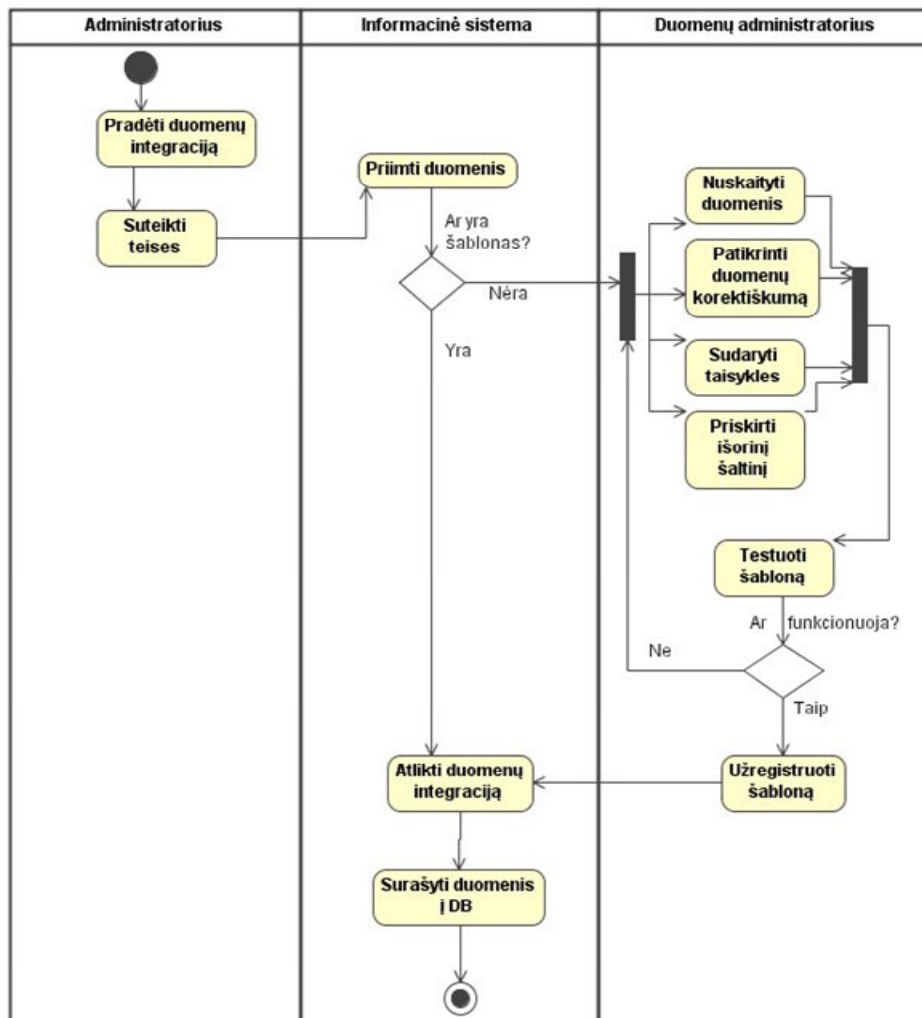 Administratorius
Informacinė sistema
Duomenų administratorius
Pradėti duomenų
integraciją
Suteikti
teises
Priimti duomenis
Ar yra
šablonas?
Nėra
Yra
Nuskaityti
duomenis
Patikrinti
duomenų
korektiškumą
Sudaryti
taisykles
Priskirti
išorinį
šaltinį
Testuoti
šabloną
Ar funkcionuoja?
Ne
Taip
Užregistruoti
šabloną
Atlikti duomenų
integraciją
Surašyti duomenis
į DB